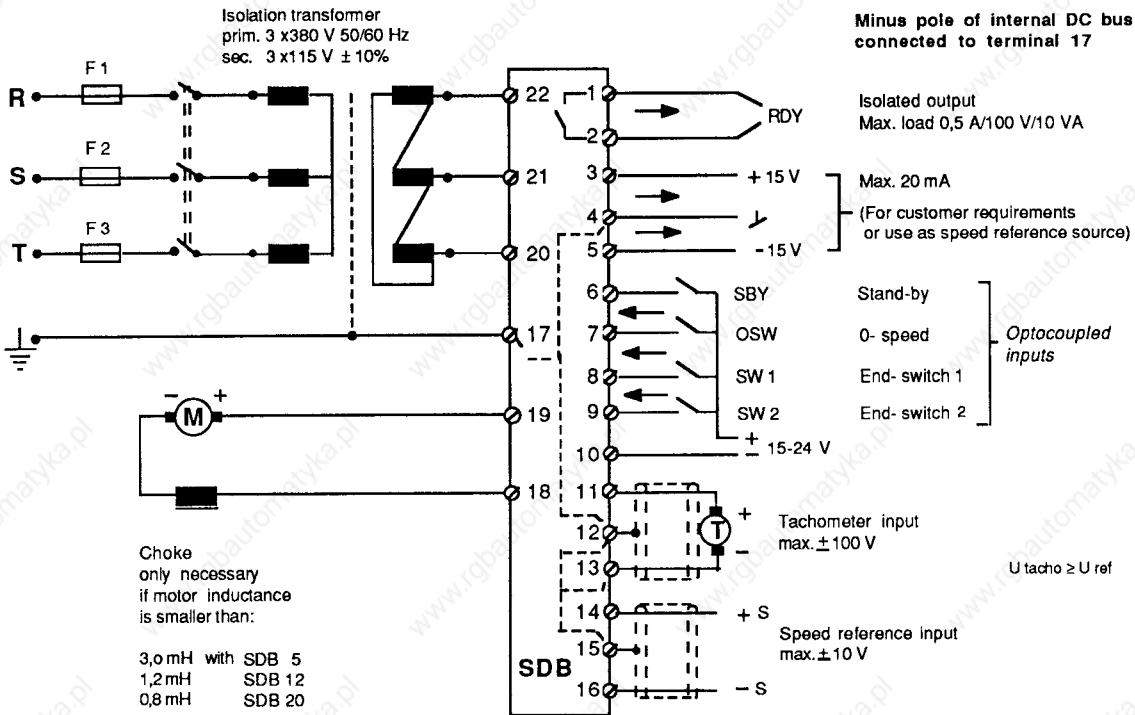 Isolation transformer
prim. 3 x380 V 50/60 Hz
sec. 3 x115 V ± 10%
Minus pole of internal DC bus
connected to terminal 17
F 1
R
F 2
S
F 3
T
22
21
20
17
19
18
1
2
3
4
5
6
7
8
9
10
11
12
13
14
15
16
SDB
RDY
Isolated output
Max. load 0,5 A/100 V/10 VA
+ 15 V
- 15 V
Max. 20 mA
(For customer requirements
or use as speed reference source)
SBY Stand-by
OSW 0- speed
SW 1 End- switch 1
SW 2 End- switch 2
Optocoupled
inputs
+
- 15-24 V
- M +
+
T
-
Tachometer input
max. ± 100 V
U tacho ≥ U ref
+ S
Speed reference input
max. ± 10 V
- S
Choke
only necessary
if motor inductance
is smaller than:
3,o mH with SDB 5
1,2 mH SDB 12
0,8 mH SDB 20
www.rgbautomatyka.pl